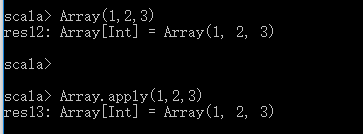 scala> Array(1,2,3)
res12: Array[Int] = Array(1, 2, 3)
scala>
scala> Array.apply(1,2,3)
res13: Array[Int] = Array(1, 2, 3)